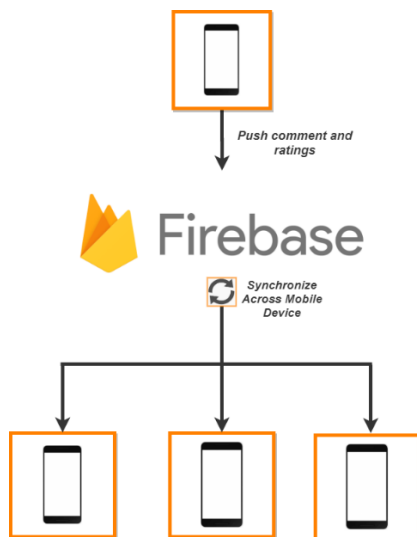 Push comment and
ratings
Firebase
Synchronize
Across Mobile
Device